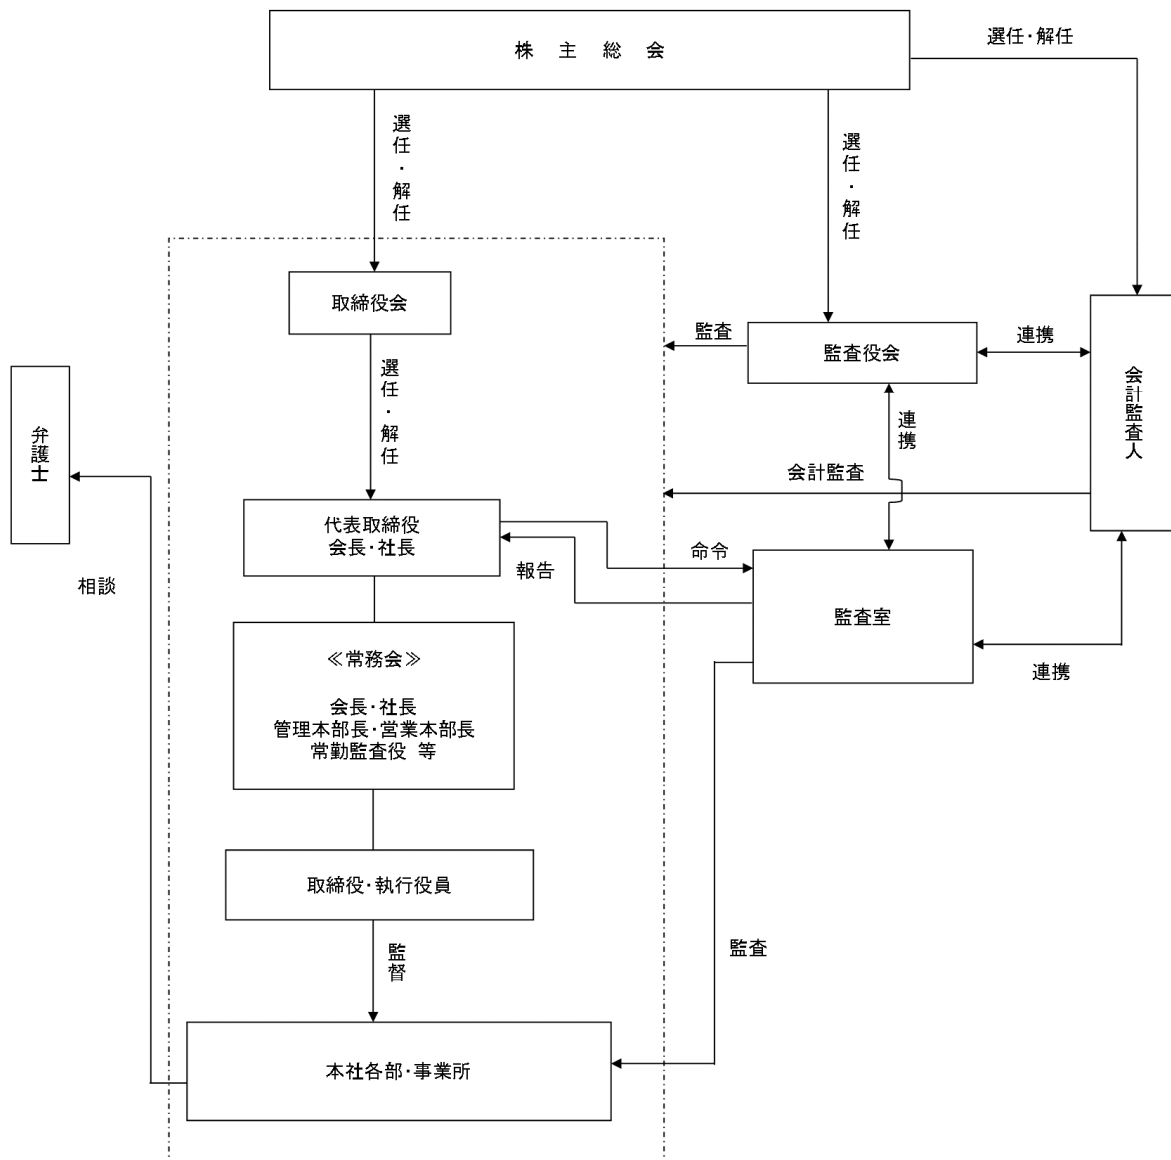 株主総会
選任・解任
選任・解任
選任・解任
取締役会
監査
監査役会
連携
会計監査人
選任・解任
連携
弁護士
会計監査
代表取締役
会長・社長
命令
報告
相談
監査室
連携
≪常務会≫
会長・社長
管理本部長・営業本部長
常勤監査役 等
取締役・執行役員
監督
監査
本社各部・事業所